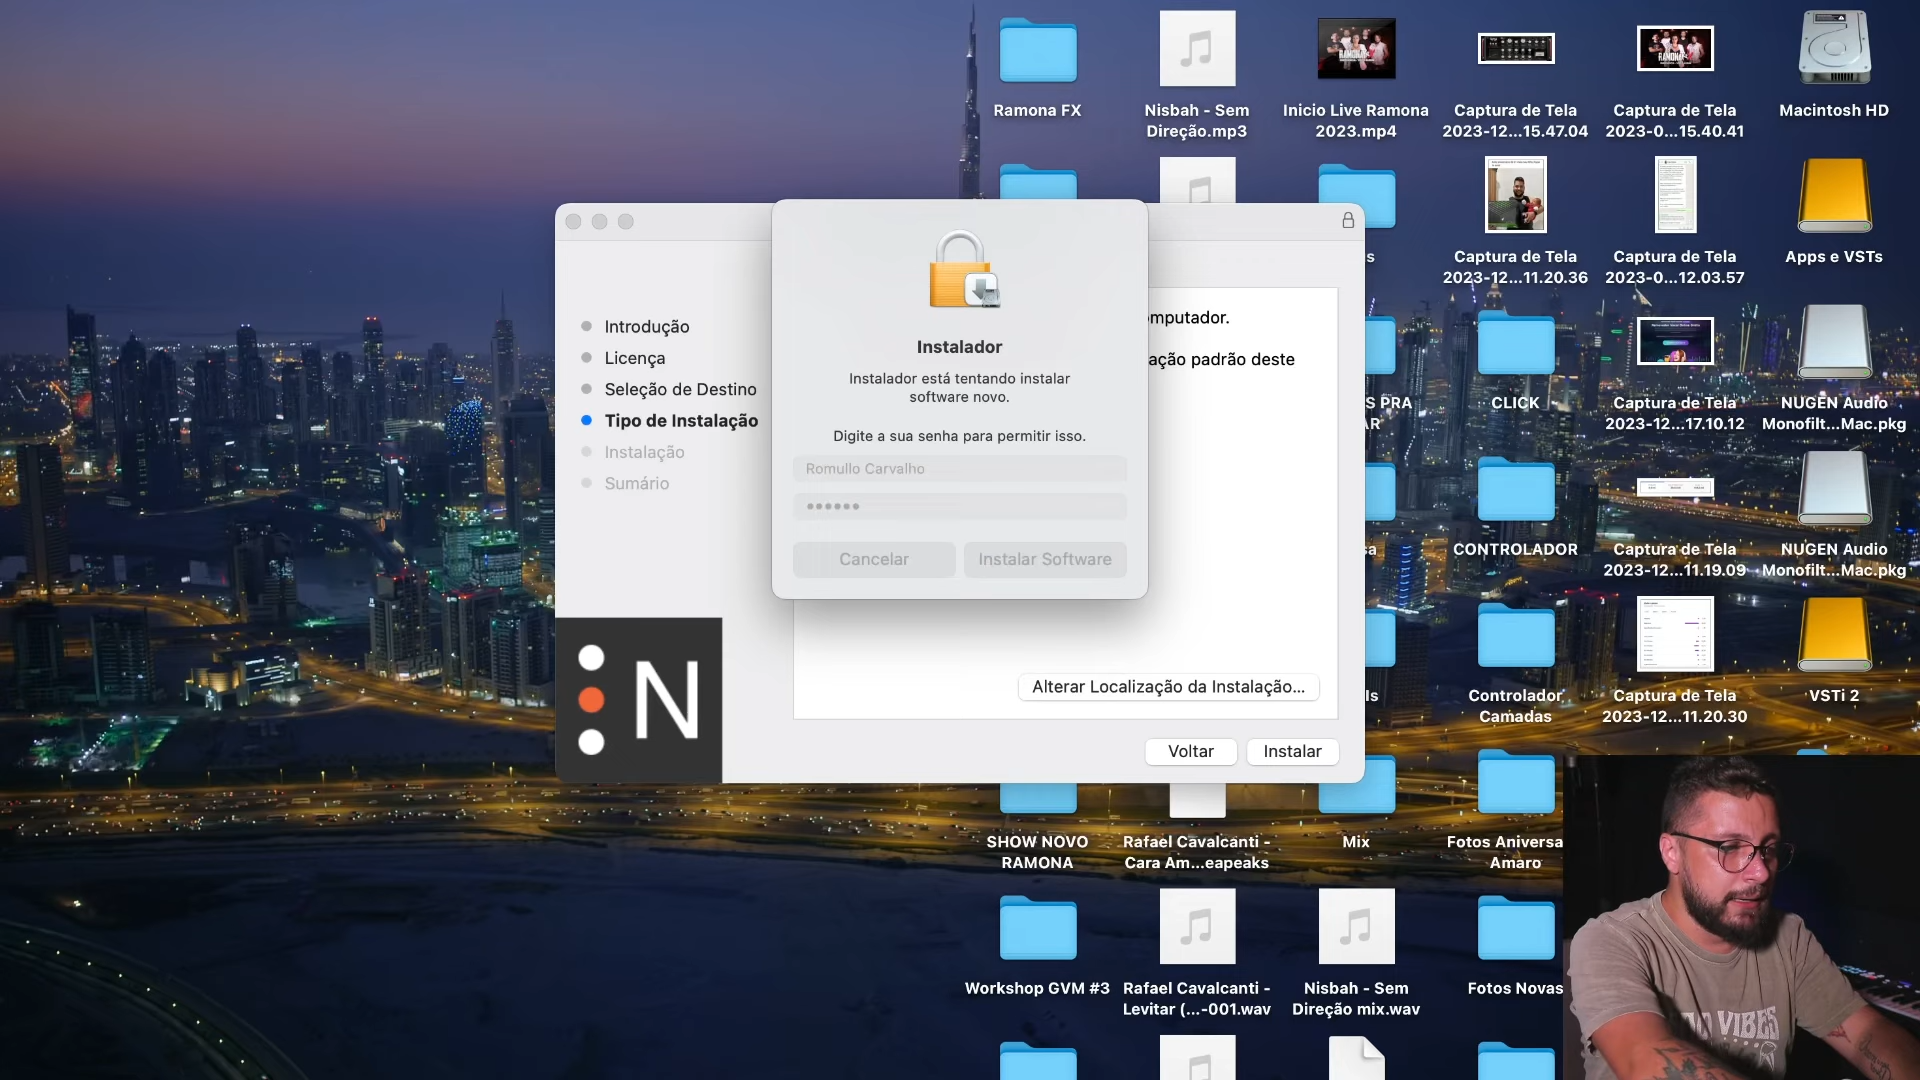 Ramona FX
Nisbah - Sem
Direção.mp3
Inicio Live Ramona
2023.mp4
Captura de Tela
2023-12...15.47.04
Captura de Tela
2023-0...15.40.41
Macintosh HD
Captura de Tela
2023-12...11.20.36
Captura de Tela
2023-0...12.03.57
Apps e VSTs
s
Introdução
Licença
Seleção de Destino
Tipo de Instalação
Instalação
Sumário
Instalador
Instalador está tentando instalar
software novo.
Digite a sua senha para permitir isso.
Romullo Carvalho
••••••
Cancelar
Instalar Software
omputador.
ação padrão deste
Alterar Localização da Instalação...
Voltar
Instalar
N
S PRA
AR
CLICK
Captura de Tela
2023-12...17.10.12
NUGEN Audio
Monofilt...Mac.pkg
sa
CONTROLADOR
Captura de Tela
2023-12...11.19.09
NUGEN Audio
Monofilt...Mac.pkg
ls
Controlador
Camadas
Captura de Tela
2023-12...11.20.30
VSTi 2
SHOW NOVO
RAMONA
Rafael Cavalcanti -
Cara Am...eapeaks
Mix
Fotos Aniversa
Amaro
Workshop GVM #3
Rafael Cavalcanti -
Levitar (...-001.wav
Nisbah - Sem
Direção mix.wav
Fotos Novas
VIBES